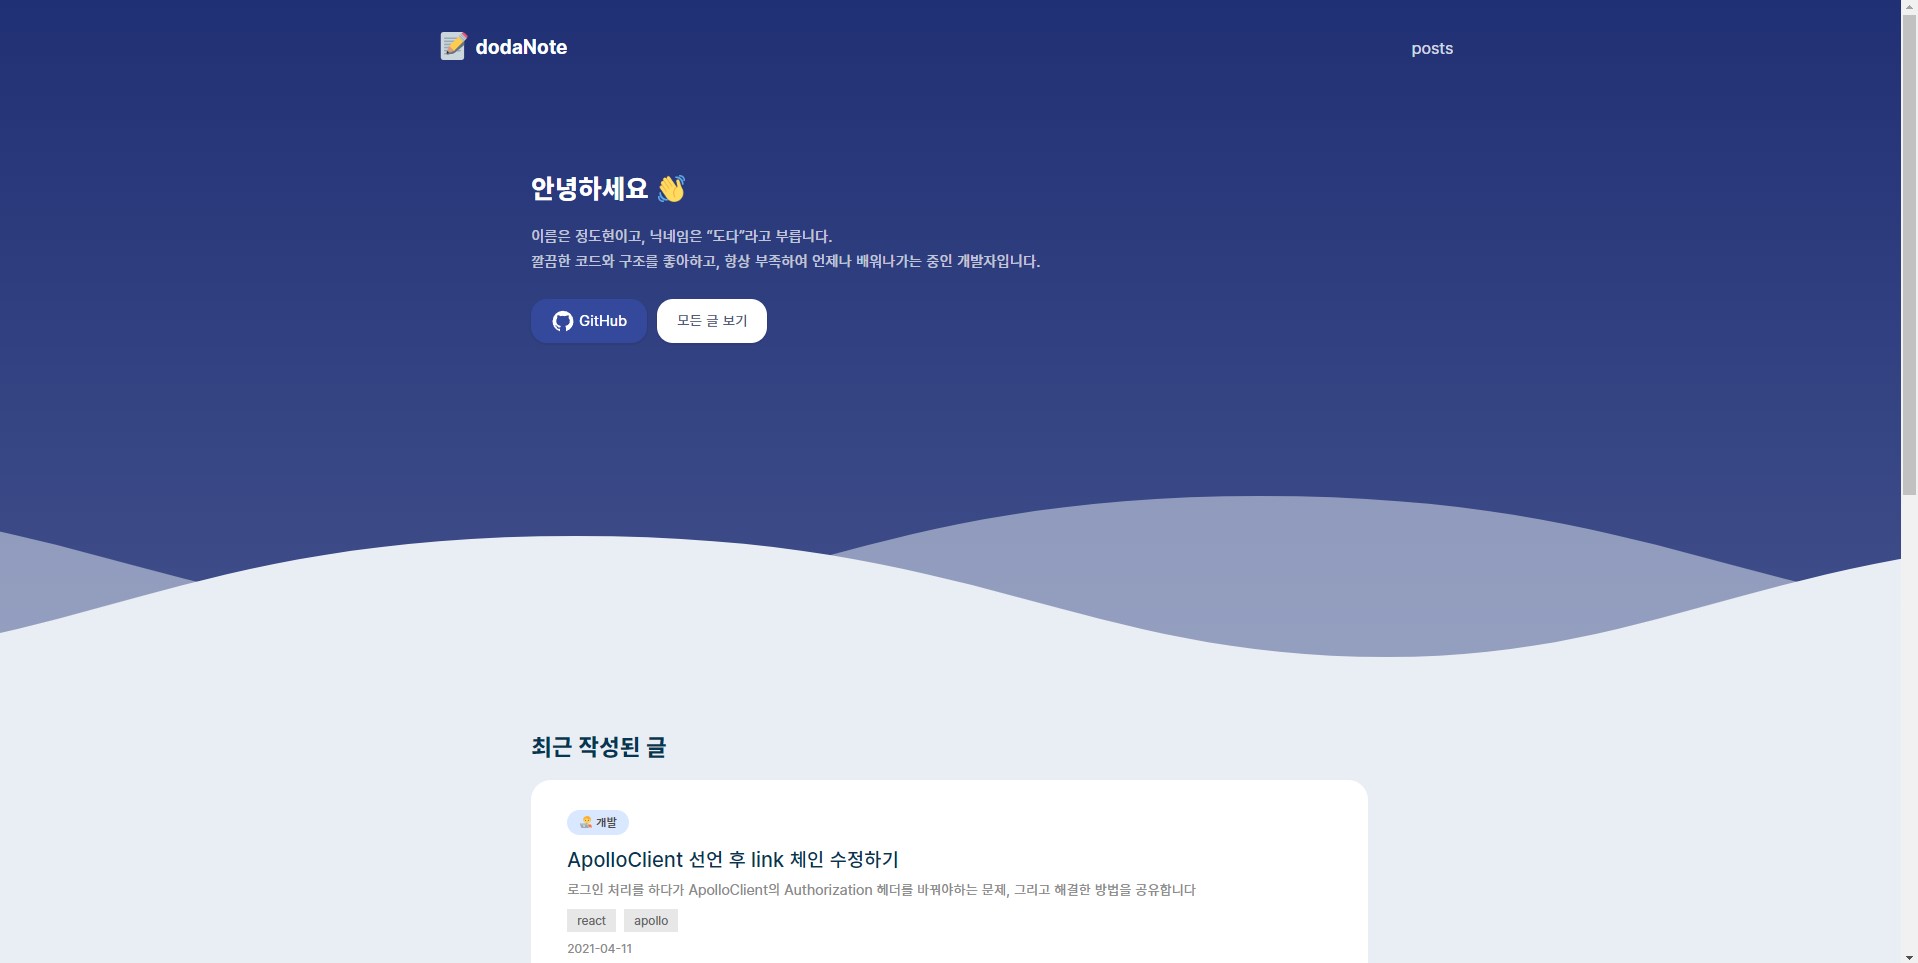 dodaNote
posts
안녕하세요 👋
이름은 정도현이고, 닉네임은 "도다"라고 부릅니다.
깔끔한 코드와 구조를 좋아하고, 항상 부족하여 언제나 배워나가는 중인 개발자입니다.
GitHub
모든 글 보기
최근 작성된 글
개발
ApolloClient 선언 후 link 체인 수정하기
로그인 처리를 하다가 ApolloClient의 Authorization 헤더를 바꿔야하는 문제, 그리고 해결한 방법을 공유합니다
react apollo
2021-04-11